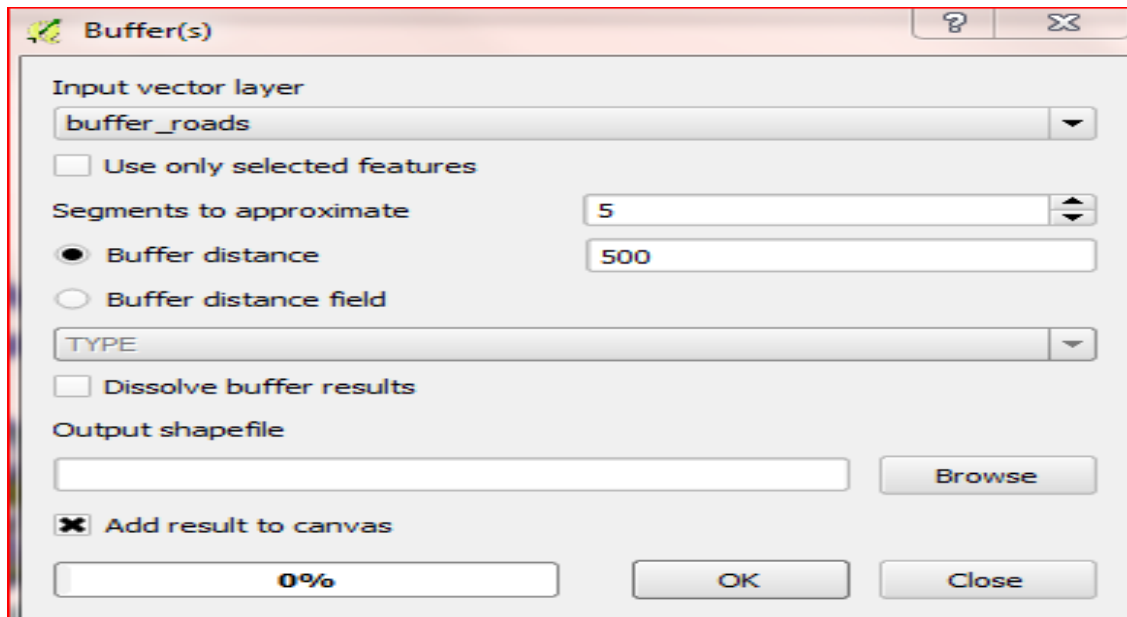 Buffer(s)
Input vector layer
buffer_roads
Use only selected features
Segments to approximate 5
Buffer distance 500
Buffer distance field
TYPE
Dissolve buffer results
Output shapefile
Browse
Add result to canvas
0% OK Close